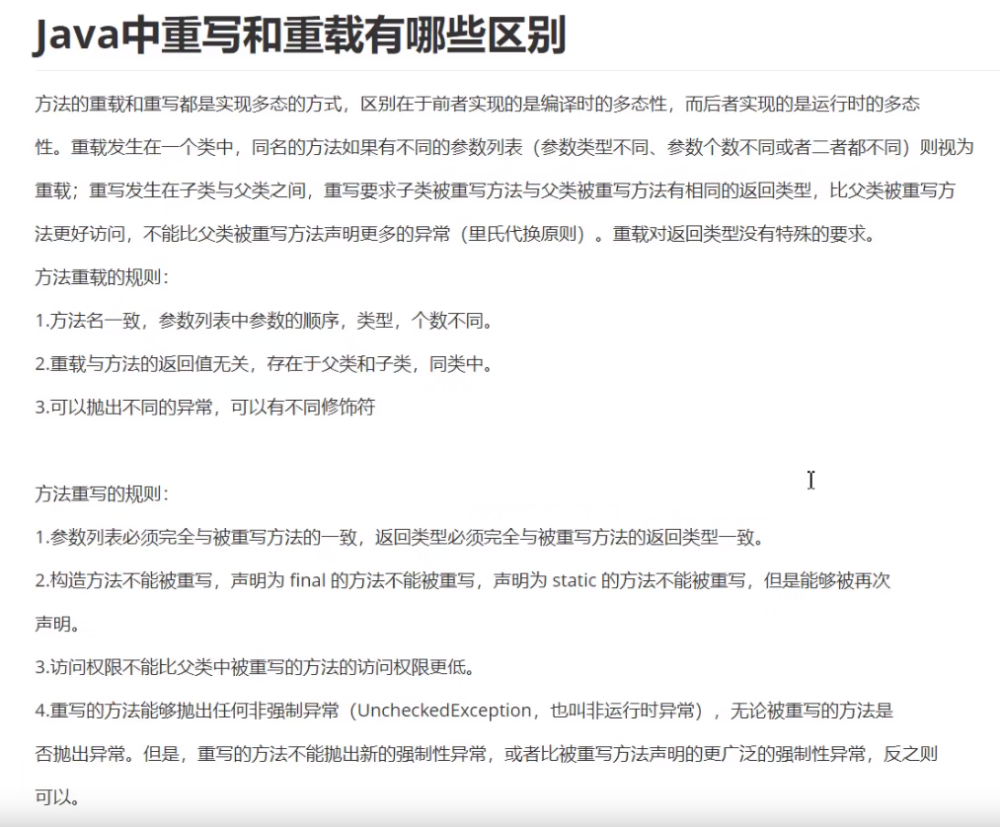 Java中重写和重载有哪些区别
方法的重载和重写都是实现多态的方式，区别在于前者实现的是编译时的多态性，而后者实现的是运行时的多态
性。重载发生在一个类中，同名的方法如果有不同的参数列表（参数类型不同、参数个数不同或者二者都不同）则视为
重载；重写发生在子类与父类之间，重写要求子类被重写方法与父类被重写方法有相同的返回类型，比父类被重写方
法更好访问，不能比父类被重写方法声明更多的异常（里氏代换原则）。重载对返回类型没有特殊的要求。
方法重载的规则：
1.方法名一致，参数列表中参数的顺序，类型，个数不同。
2.重载与方法的返回值无关，存在于父类和子类，同类中。
3.可以抛出不同的异常，可以有不同修饰符
方法重写的规则：
1.参数列表必须完全与被重写方法的一致，返回类型必须完全与被重写方法的返回类型一致。
2.构造方法不能被重写，声明为 final 的方法不能被重写，声明为 static 的方法不能被重写，但是能够被再次
声明。
3.访问权限不能比父类中被重写的方法的访问权限更低。
4.重写的方法能够抛出任何非强制异常（UncheckedException，也叫非运行时异常），无论被重写的方法是
否抛出异常。但是，重写的方法不能抛出新的强制性异常，或者比被重写方法声明的更广泛的强制性异常，反之则
可以。